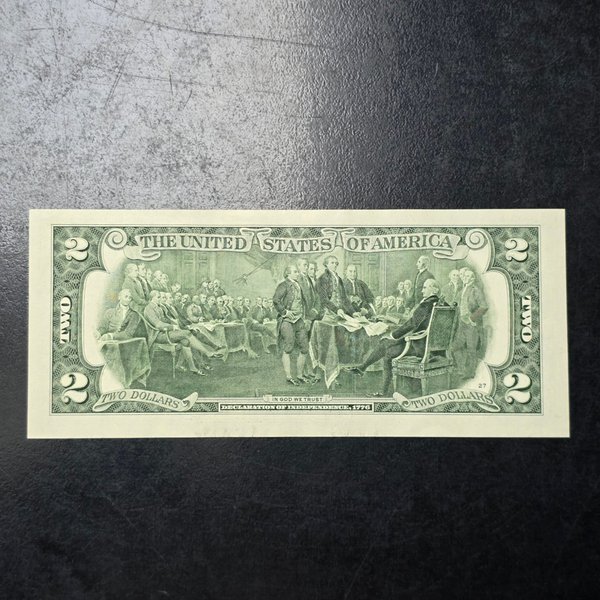 2 THE UNITED STATES OF AMERICA 2
TWO TWO
27
2 TWO DOLLARS IN GOD WE TRUST TWO DOLLARS 2
DECLARATION OF INDEPENDENCE, 1776